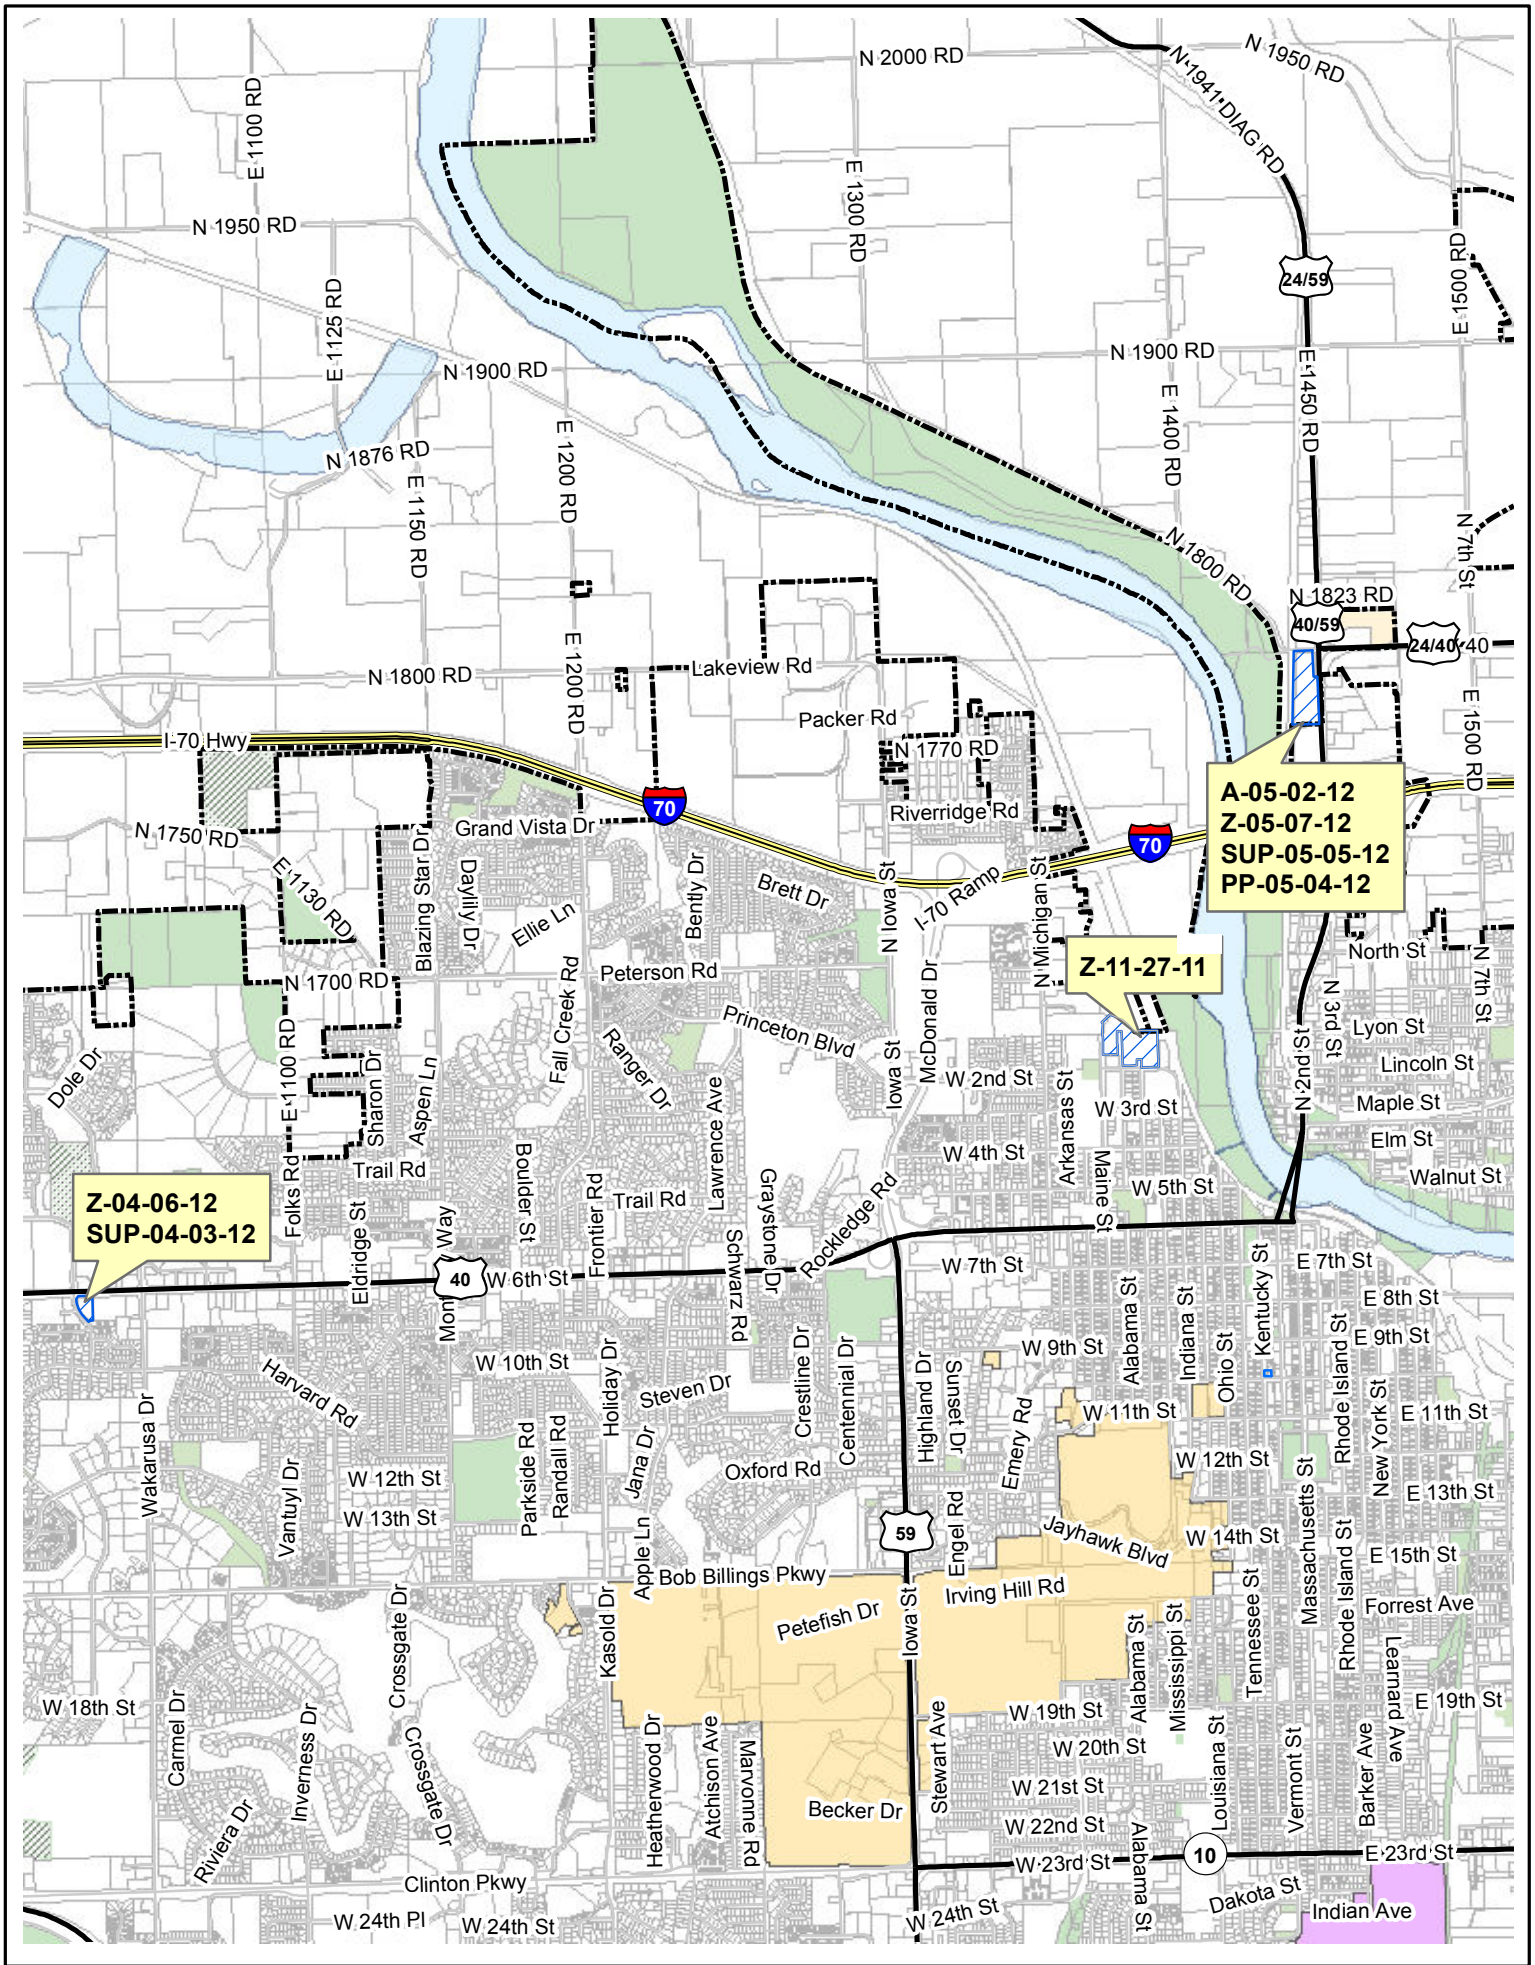 N 2000 RD
N 1950 RD
N 1941 DIAG RD
E 1100 RD
E 1300 RD
N 1950 RD
E 1500 RD
24/59
E 1125 RD
N 1900 RD
N 1900 RD
E 1450 RD
E 1400 RD
N 1876 RD
E 1200 RD
E 1150 RD
N 7th St
N 1800 RD
N 1823 RD
40/59
24/40
40
E 1200 RD
Lakeview Rd
N 1800 RD
E 1500 RD
Packer Rd
I-70 Hwy
N 1770 RD
70
Riverridge Rd
A-05-02-12
Z-05-07-12
SUP-05-05-12
PP-05-04-12
N 1750 RD
Grand Vista Dr
70
E 1130 RD
Blazing Star Dr
Daylily Dr
Ellie Ln
Bently Dr
Brett Dr
N Iowa St
I-70 Ramp
N Michigan St
North St
N 7th St
Z-11-27-11
N 1700 RD
Peterson Rd
Fall Creek Rd
McDonald Dr
Princeton Blvd
N 3rd St
Lyon St
Lincoln St
Dole Dr
E 1100 RD
Sharon Dr
Aspen Ln
Ranger Dr
Iowa St
W 2nd St
Arkansas St
W 3rd St
N 2nd St
Maple St
Elm St
Walnut St
Lawrence Ave
W 4th St
Maine St
W 5th St
Trail Rd
Boulder St
Trail Rd
Frontier Rd
Graystone Dr
Rockledge Rd
Z-04-06-12
SUP-04-03-12
Folks Rd
Eldridge St
Way
Mon
40
W 6th St
Schwarz Rd
W 7th St
Kentucky St
E 7th St
E 8th St
E 9th St
W 9th St
Alabama St
Indiana St
Ohio St
Rhode Island St
Harvard Rd
W 10th St
Holiday Dr
Steven Dr
Crestline Dr
Centennial Dr
Highland Dr
Sunset Dr
Emery Rd
W 11th St
New York St
E 11th St
Wakarusa Dr
Vantuyl Dr
W 12th St
W 13th St
Parkside Rd
Randall Rd
Jana Dr
Oxford Rd
W 12th St
Massachusetts St
E 13th St
59
Engel Rd
Jayhawk Blvd
W 14th St
E 15th St
Apple Ln
Bob Billings Pkwy
Irving Hill Rd
Crossgate Dr
Kasold Dr
Petefish Dr
Iowa St
Alabama St
Mississippi St
Tennessee St
Rhode Island St
Forrest Ave
Learnard Ave
W 18th St
Carmel Dr
Inverness Dr
Crossgate Dr
Heatherwood Dr
Atchison Ave
Marvonne Rd
Stewart Ave
W 19th St
E 19th St
W 20th St
W 21st St
W 22nd St
Louisiana St
Vermont St
Barker Ave
Becker Dr
Riviera Dr
Alabama St
W 23rd St
10
E 23rd St
Clinton Pkwy
Dakota St
W 24th Pl
W 24th St
W 24th St
Indian Ave